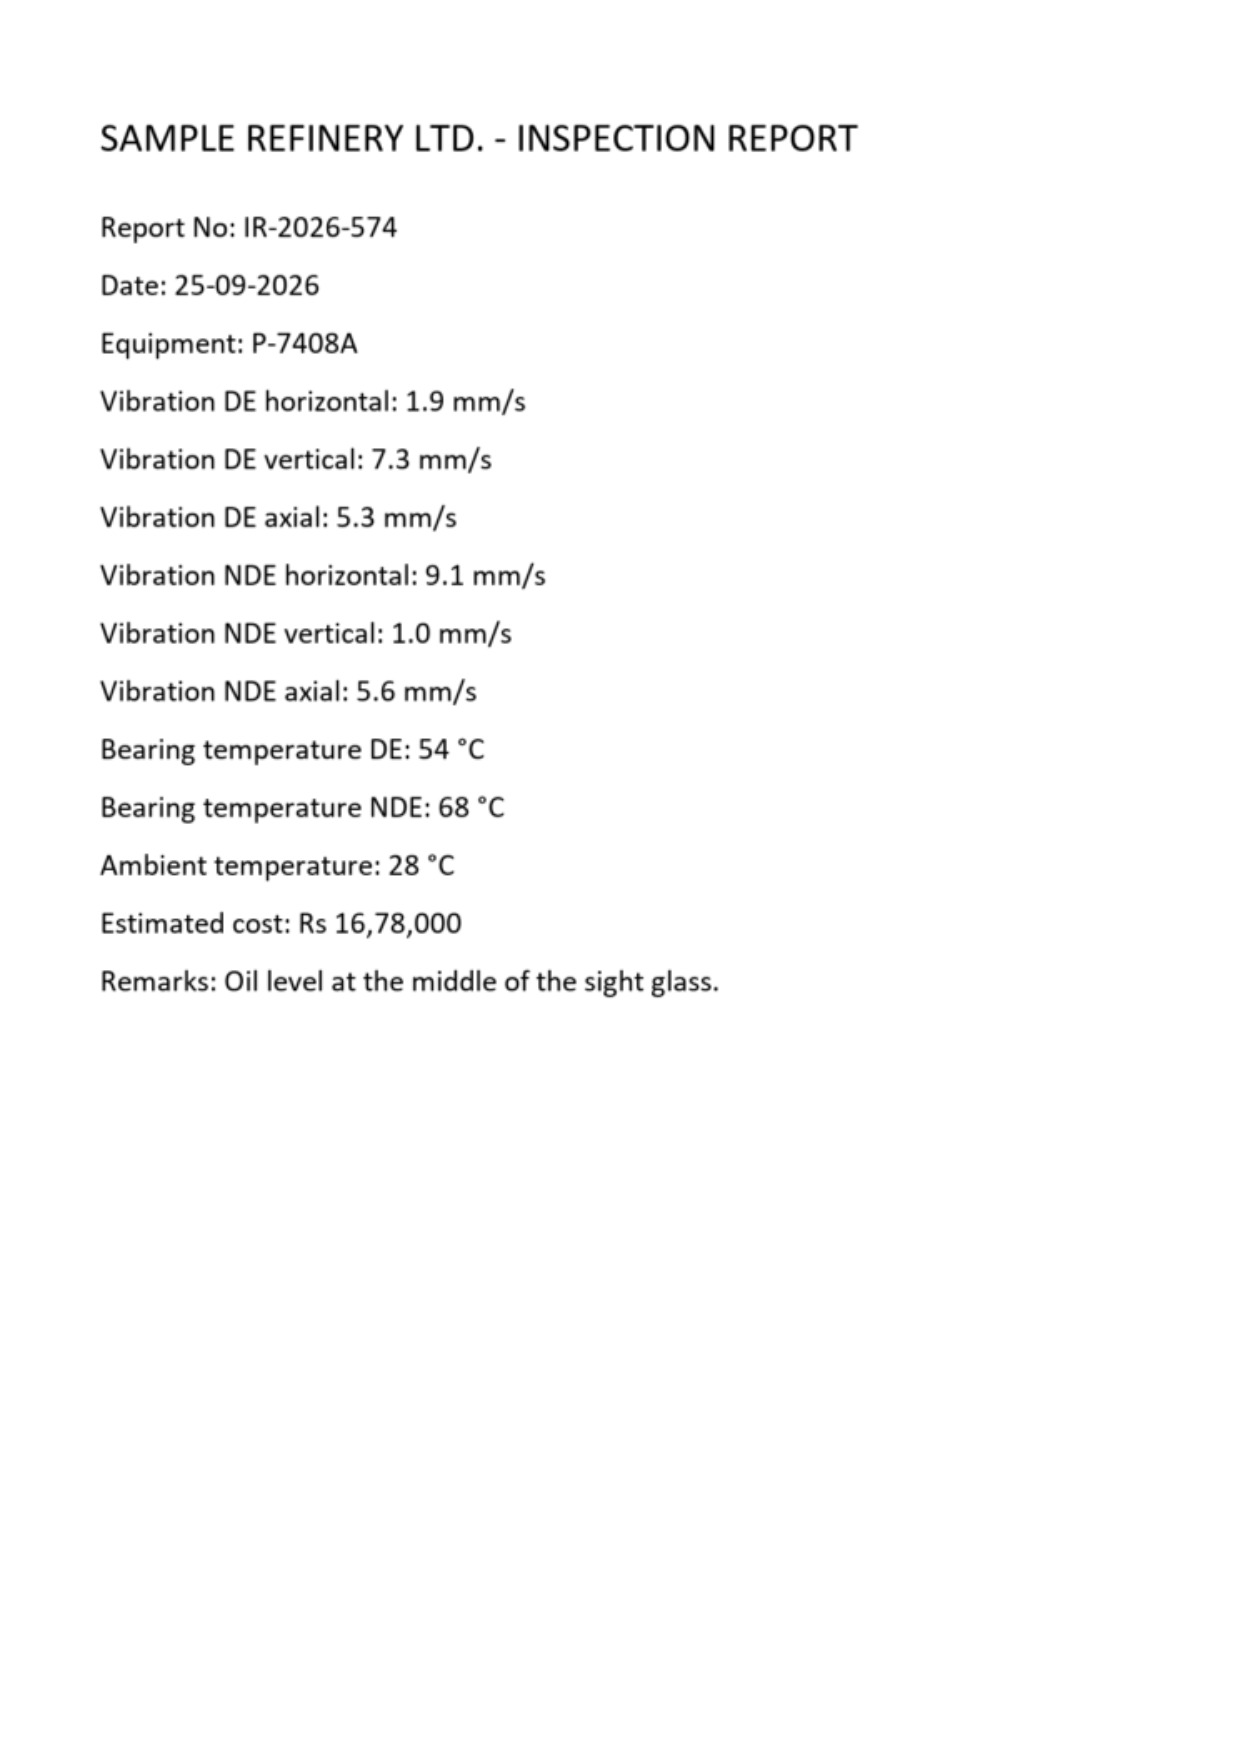 SAMPLE REFINERY LTD. - INSPECTION REPORT
Report No: IR-2026-574
Date: 25-09-2026
Equipment: P-7408A
Vibration DE horizontal: 1.9 mm/s
Vibration DE vertical: 7.3 mm/s
Vibration DE axial: 5.3 mm/s
Vibration NDE horizontal: 9.1 mm/s
Vibration NDE vertical: 1.0 mm/s
Vibration NDE axial: 5.6 mm/s
Bearing temperature DE: 54 °C
Bearing temperature NDE: 68 °C
Ambient temperature: 28 °C
Estimated cost: Rs 16,78,000
Remarks: Oil level at the middle of the sight glass.